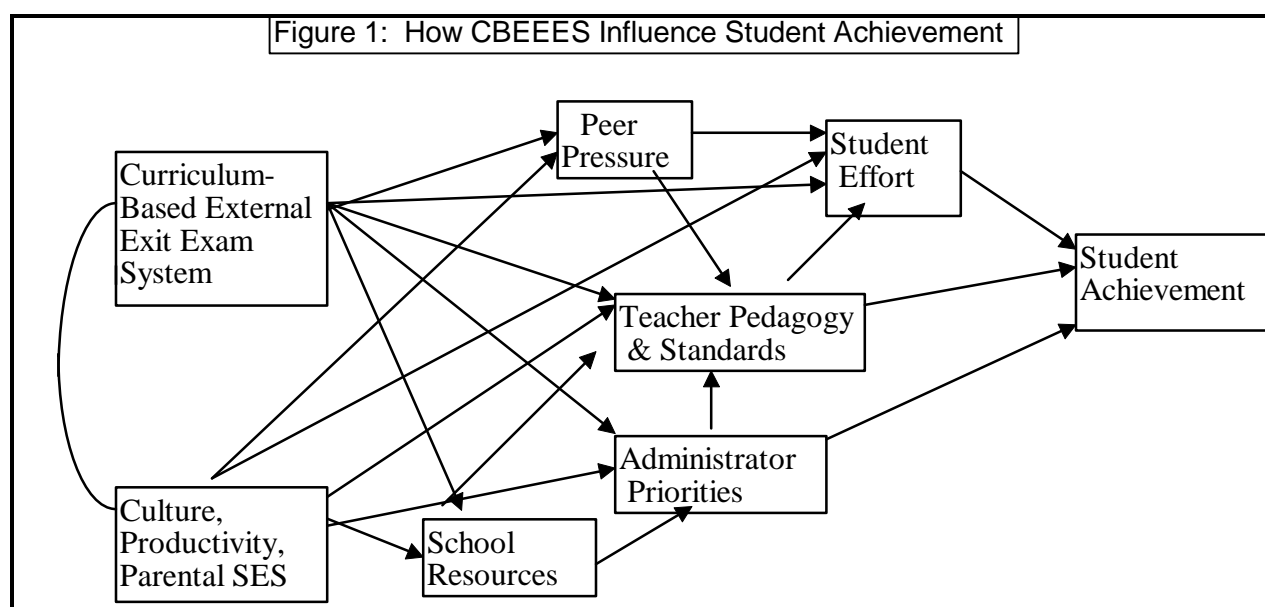 Figure 1: How CBEEES Influence Student Achievement
Peer
Pressure
Student
Effort
Curriculum-
Based External
Exit Exam
System
Student
Achievement
Teacher Pedagogy
& Standards
Administrator
Priorities
Culture,
Productivity,
Parental SES
School
Resources